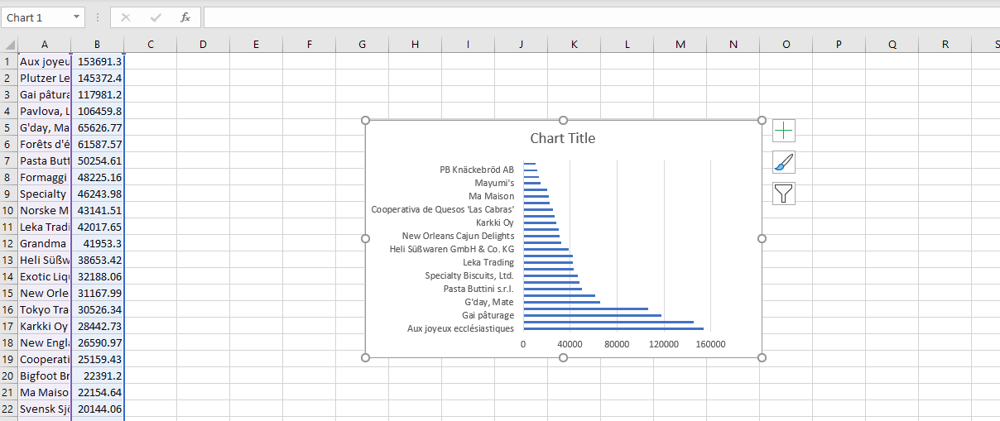 Chart 1
fx
A B C D E F G H I J K L M N O P Q R S
1 Aux joyeu 153691.3
2 Plutzer Le 145372.4
3 Gai pâtura 117981.2
4 Pavlova, L 106459.8
5 G'day, Ma 65626.77
6 Forêts d'é 61587.57
7 Pasta Butt 50254.61
8 Formaggi 48225.16
9 Specialty 46243.98
10 Norske M 43141.51
11 Leka Tradi 42017.65
12 Grandma 41953.3
13 Heli Süßw 38653.42
14 Exotic Liqu 32188.06
15 New Orle 31167.99
16 Tokyo Tra 30526.34
17 Karkki Oy 28442.73
18 New Engl 26590.97
19 Cooperati 25159.43
20 Bigfoot Br 22391.2
21 Ma Maiso 22154.64
22 Svensk Sjö 20144.06
Chart Title
PB Knäckebröd AB
Mayumi's
Ma Maison
Cooperativa de Quesos 'Las Cabras'
Karkki Oy
New Orleans Cajun Delights
Heli Süßwaren GmbH & Co. KG
Leka Trading
Specialty Biscuits, Ltd.
Pasta Buttini s.r.l.
G'day, Mate
Gai pâturage
Aux joyeux ecclésiastiques
0 40000 80000 120000 160000